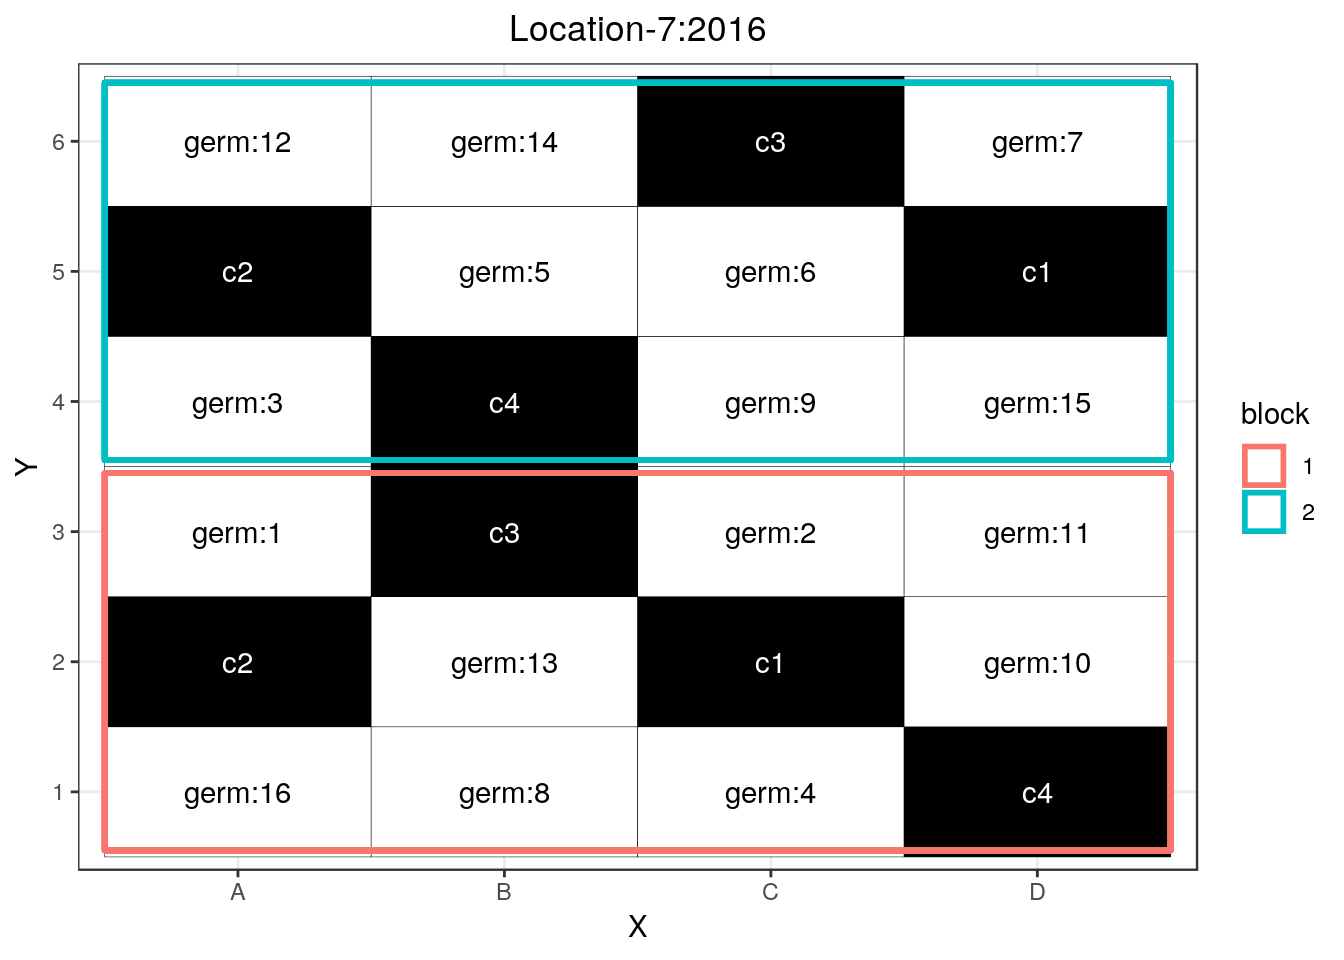 Location-7:2016
6 germ:12 germ:14 c3 germ:7
5 c2 germ:5 germ:6 c1
4 germ:3 c4 germ:9 germ:15
3 germ:1 c3 germ:2 germ:11
2 c2 germ:13 c1 germ:10
1 germ:16 germ:8 germ:4 c4
A B C D
X
Y
block
1
2